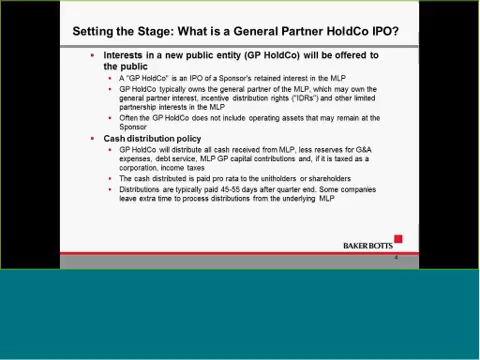 Setting the Stage: What is a General Partner HoldCo IPO?
Interests in a new public entity (GP HoldCo) will be offered to
the public
A "GP HoldCo" is an IPO of a Sponsor's retained interest in the MLP
GP HoldCo typically owns the general partner of the MLP, which may own the
general partner interest, incentive distribution rights ("IDRs") and other limited
partnership interests in the MLP
Often the GP HoldCo does not include operating assets that may remain at the
Sponsor
Cash distribution policy
GP HoldCo will distribute all cash received from MLP, less reserves for G&A
expenses, debt service, MLP GP capital contributions and, if it is taxed as a
corporation, income taxes
The cash distributed is paid pro rata to the unitholders or shareholders
Distributions are typically paid 45-55 days after quarter end. Some companies
leave extra time to process distributions from the underlying MLP
BAKER BOTTS
4